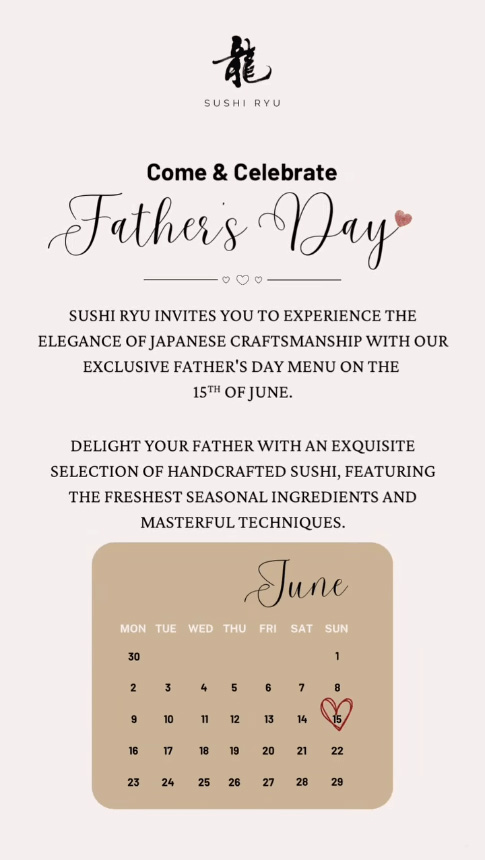 龍
SUSHI RYU
Come & Celebrate
Father's Day
SUSHI RYU INVITES YOU TO EXPERIENCE THE
ELEGANCE OF JAPANESE CRAFTSMANSHIP WITH OUR
EXCLUSIVE FATHER'S DAY MENU ON THE
15TH OF JUNE.
DELIGHT YOUR FATHER WITH AN EXQUISITE
SELECTION OF HANDCRAFTED SUSHI, FEATURING
THE FRESHEST SEASONAL INGREDIENTS AND
MASTERFUL TECHNIQUES.
June
MON TUE WED THU FRI SAT SUN
30 1
2 3 4 5 6 7 8
9 10 11 12 13 14 15
16 17 18 19 20 21 22
23 24 25 26 27 28 29